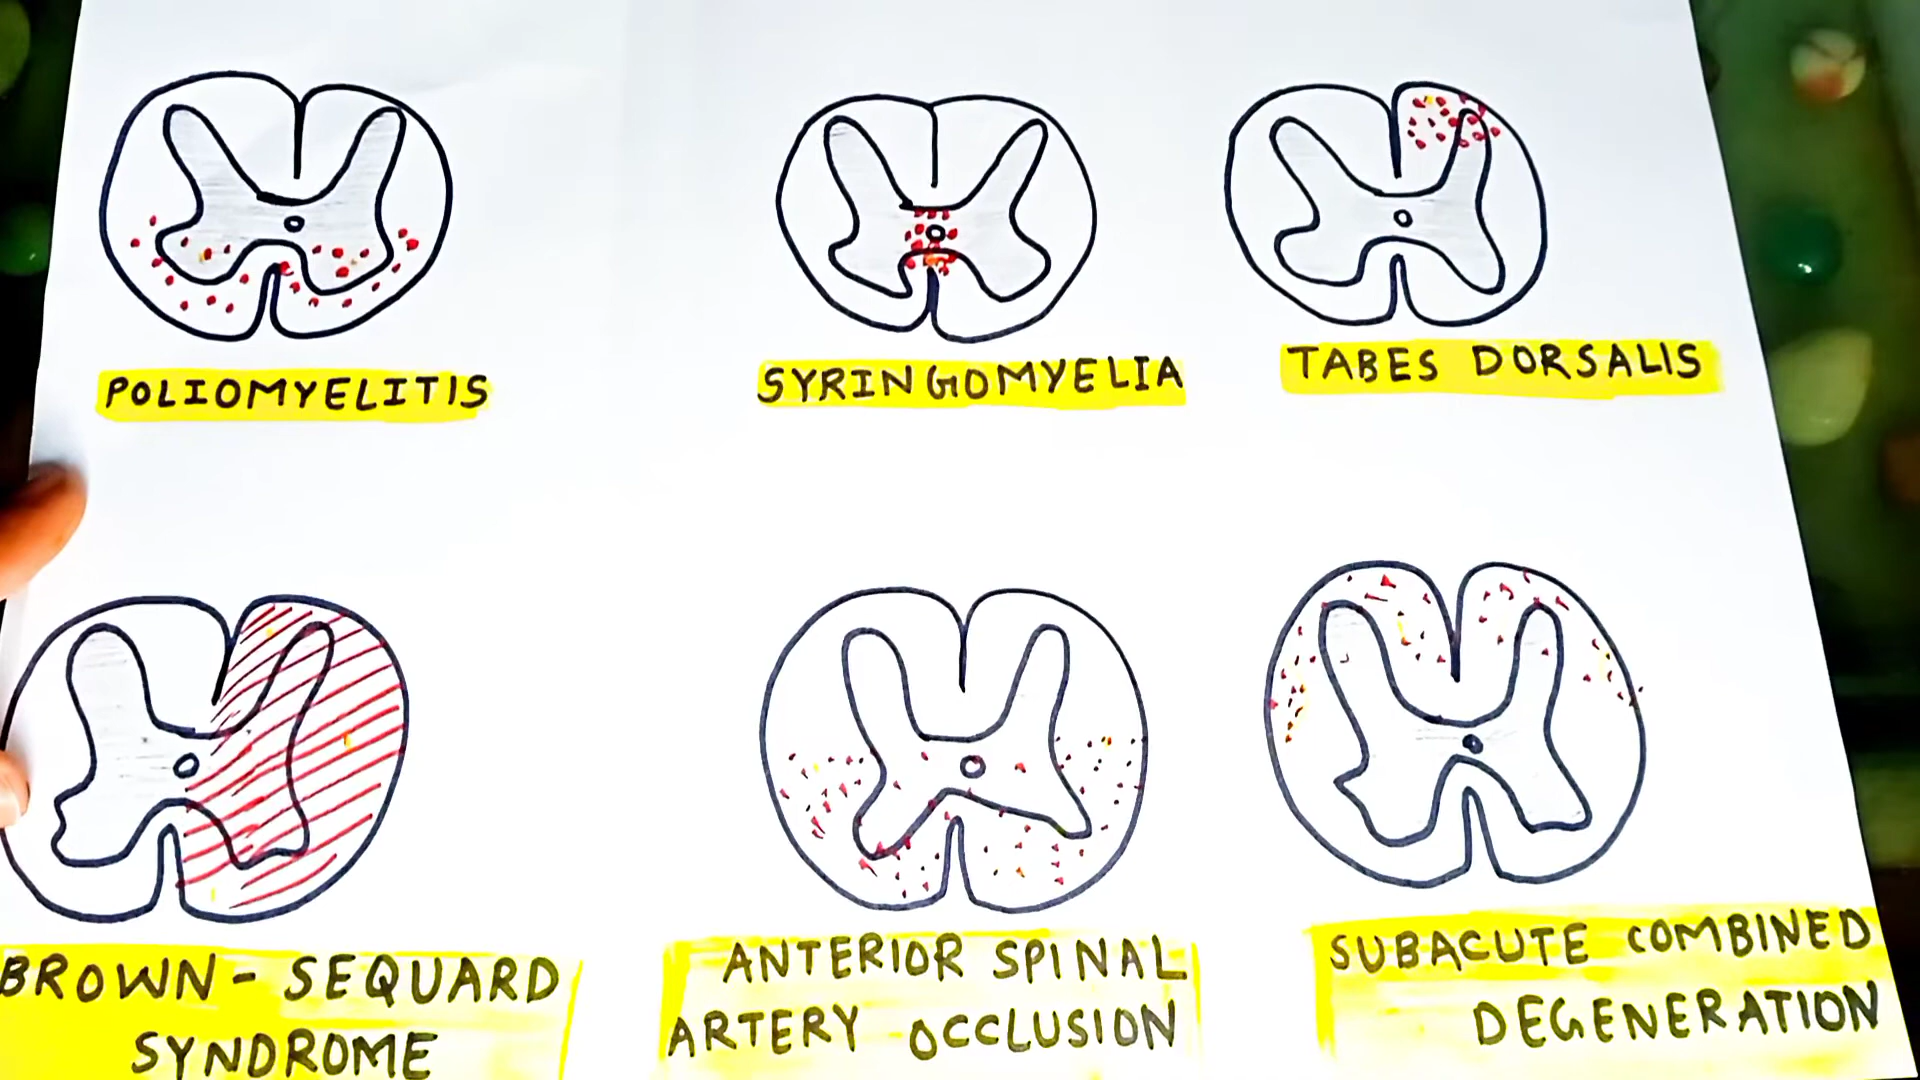 POLIOMYELITIS
SYRINGOMYELIA
TABES DORSALIS
BROWN-SEQUARD
SYNDROME
ANTERIOR SPINAL
ARTERY OCCLUSION
SUBACUTE COMBINED
DEGENERATION